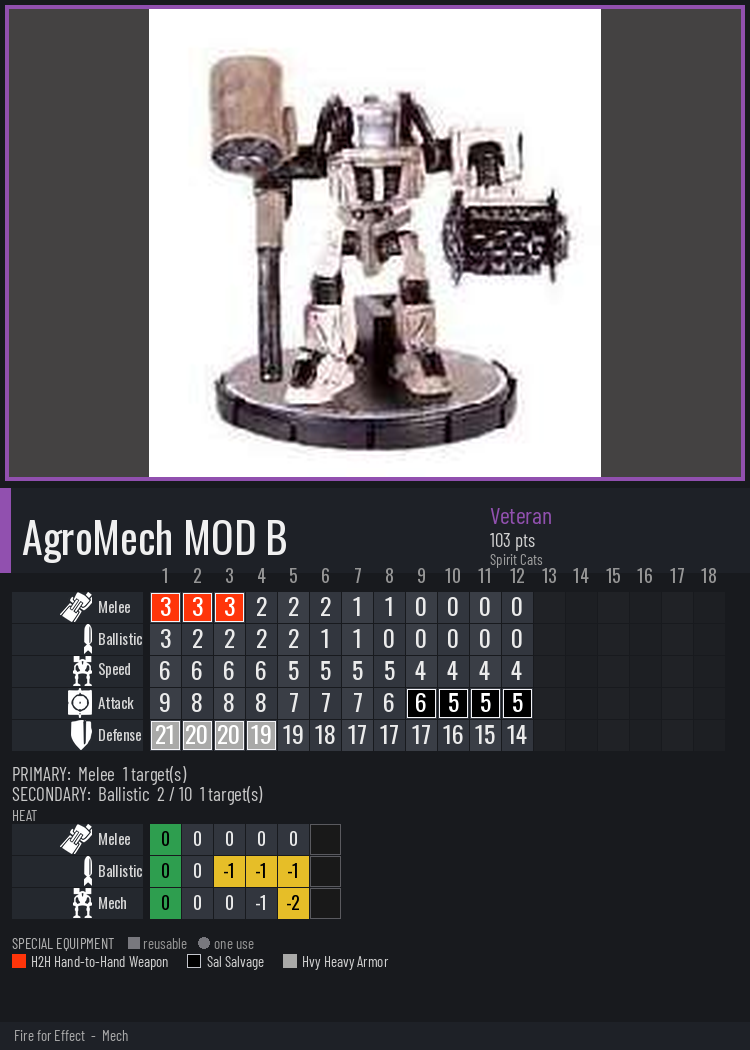 AgroMech MOD B
Veteran
103 pts
Spirit Cats
1 2 3 4 5 6 7 8 9 10 11 12 13 14 15 16 17 18
Melee 3 3 3 2 2 2 1 1 0 0 0 0
Ballistic 3 2 2 2 2 1 1 0 0 0 0 0
Speed 6 6 6 6 5 5 5 5 4 4 4 4
Attack 9 8 8 8 7 7 7 6 6 5 5 5
Defense 21 20 20 19 19 18 17 17 17 16 15 14
PRIMARY: Melee 1 target(s)
SECONDARY: Ballistic 2 / 10 1 target(s)
HEAT
Melee 0 0 0 0 0
Ballistic 0 0 -1 -1 -1
Mech 0 0 0 -1 -2
SPECIAL EQUIPMENT reusable one use
H2H Hand-to-Hand Weapon Sal Salvage Hvy Heavy Armor
Fire for Effect - Mech